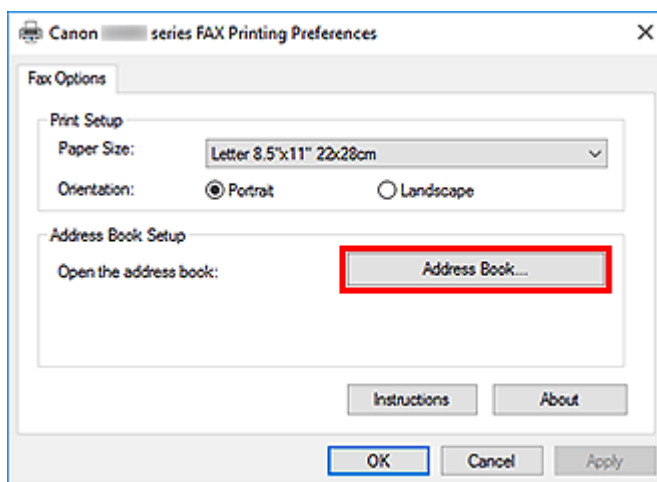 Canon series FAX Printing Preferences
Fax Options
Print Setup
Paper Size: Letter 8.5"x11" 22x28cm
Orientation: Portrait Landscape
Address Book Setup
Open the address book: Address Book...
Instructions About
OK Cancel Apply